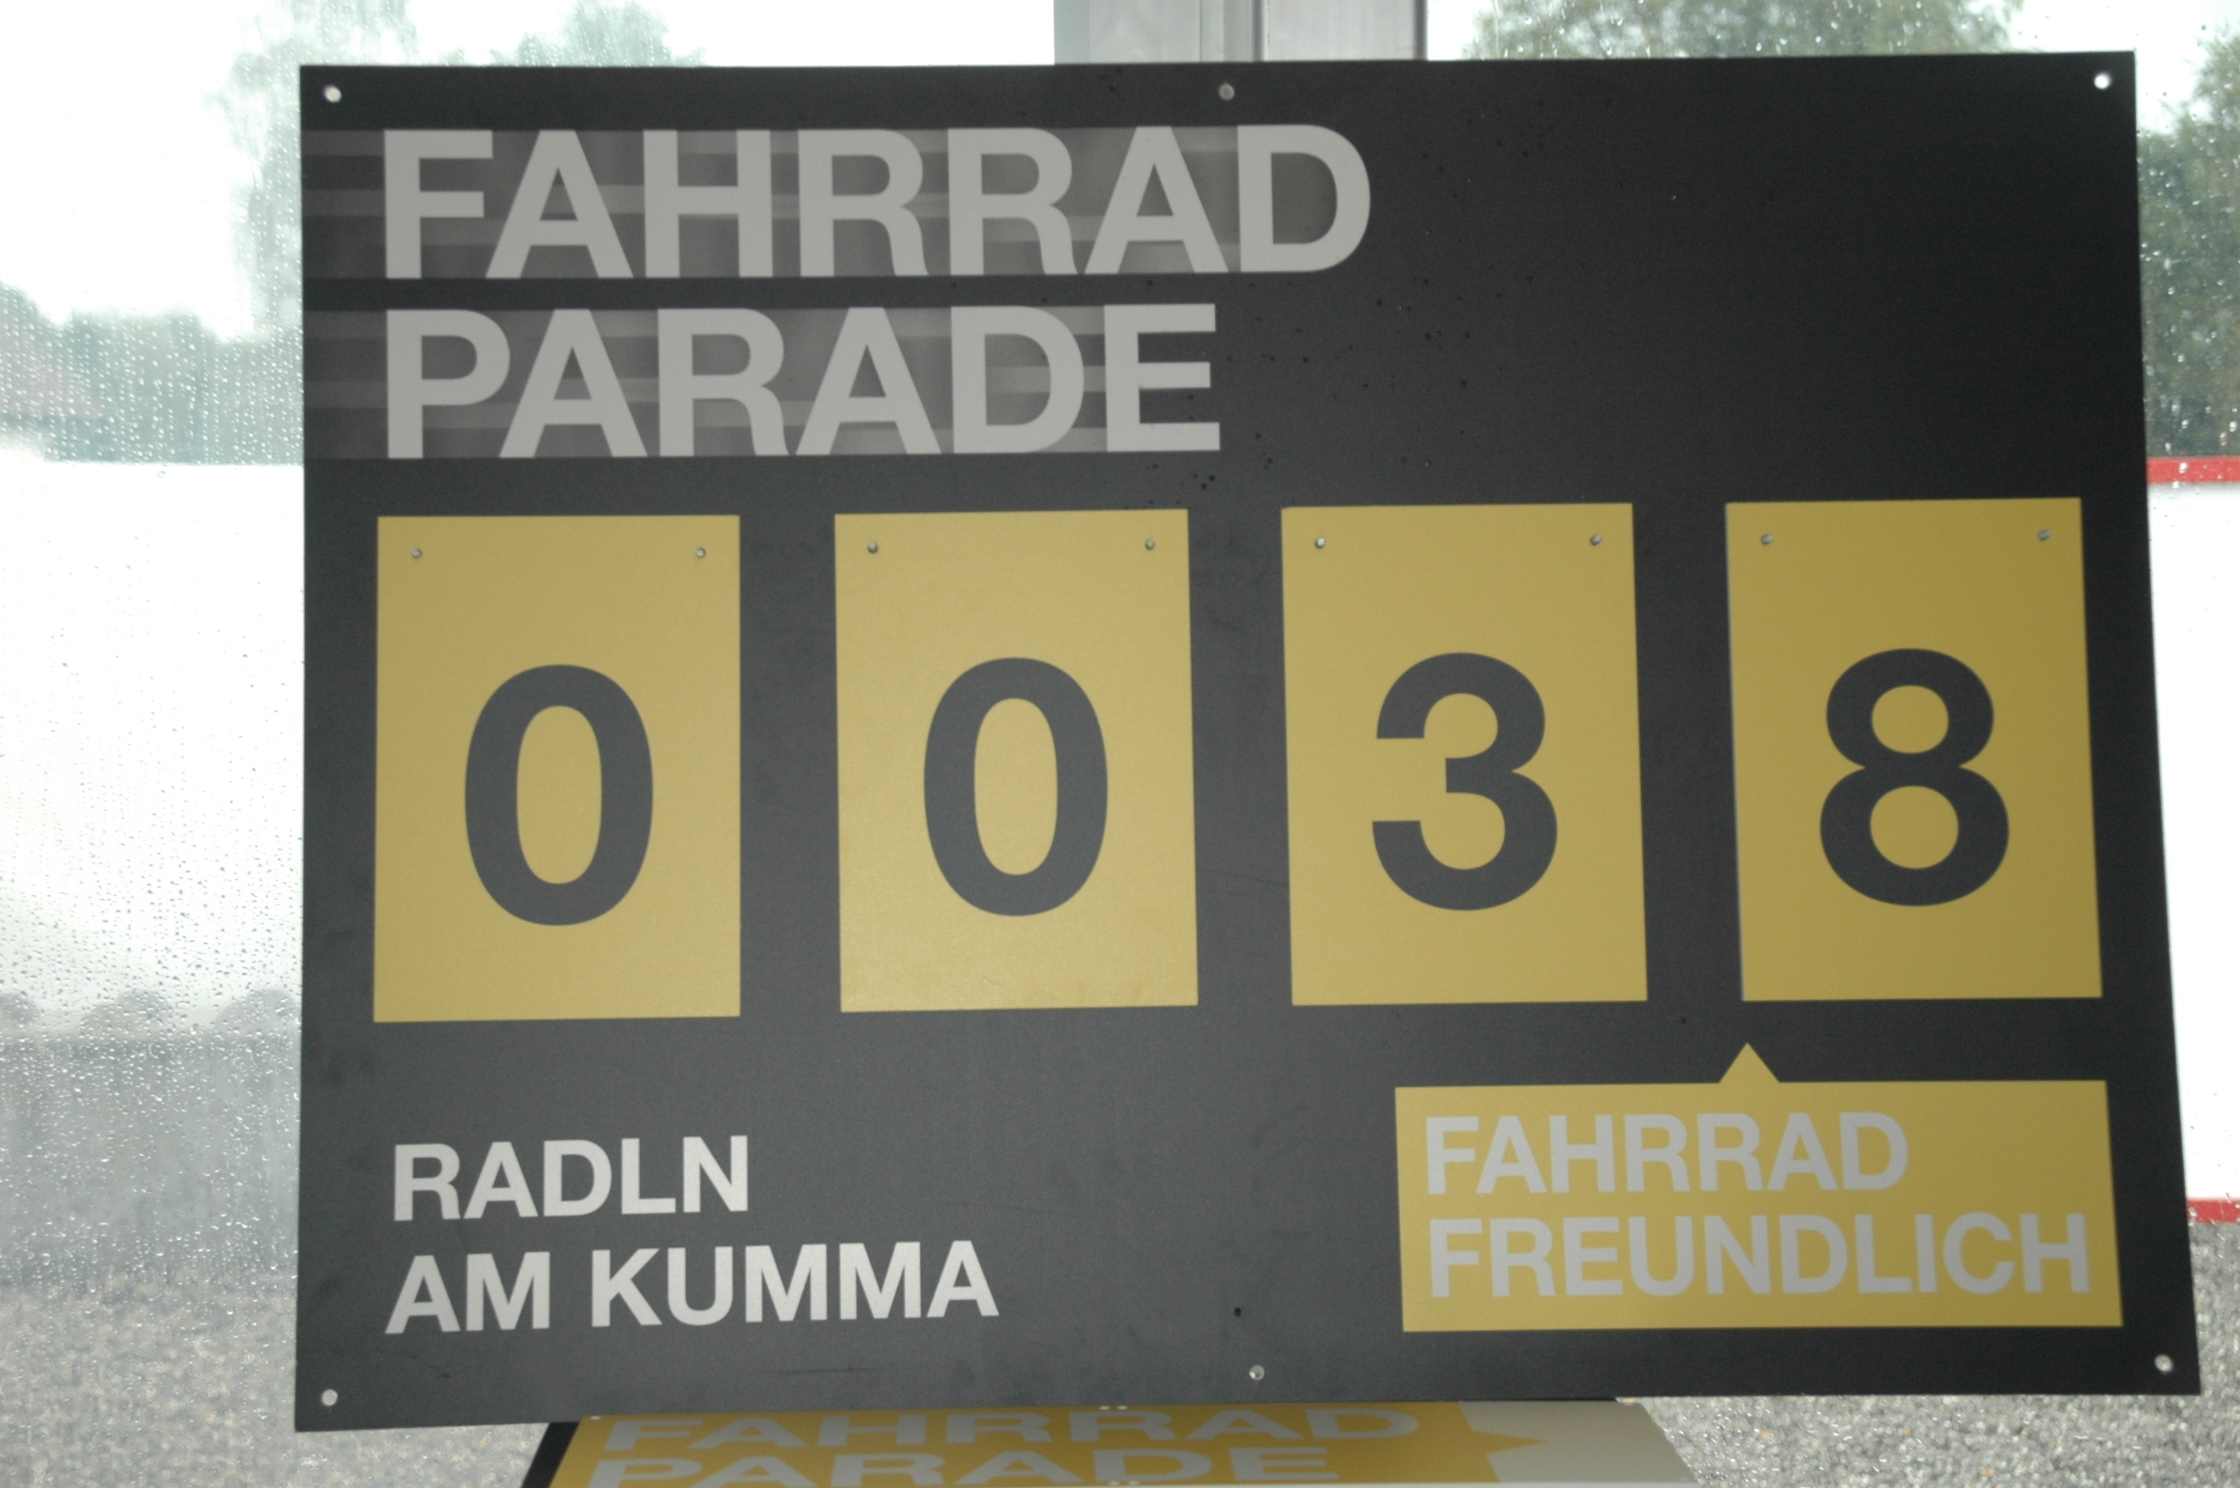 FAHRRAD
PARADE
0 0 3 8
RADLN
AM KUMMA
FAHRRAD
FREUNDLICH
FAHRRAD
PARADE